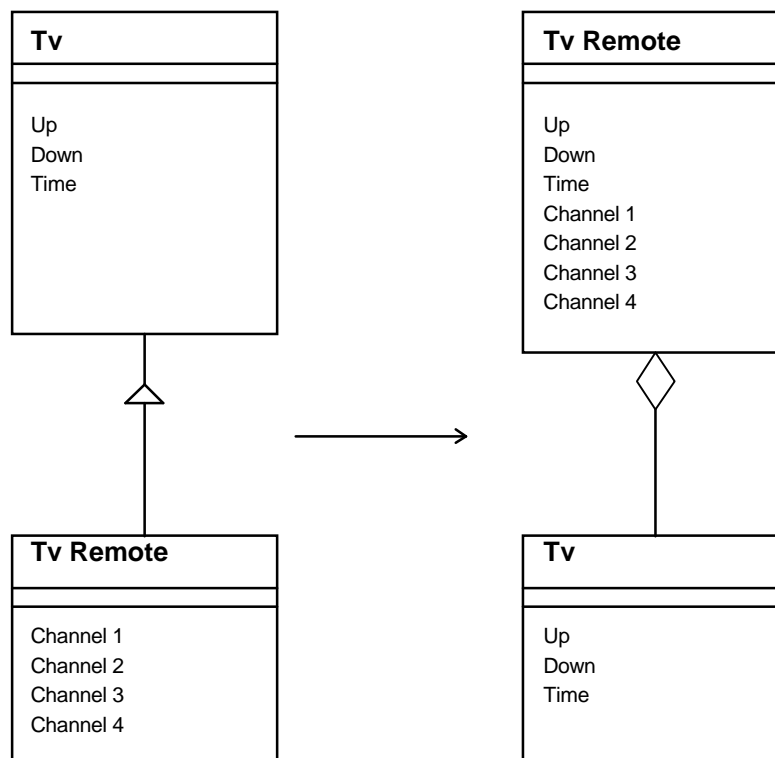 Tv
Up
Down
Time
Tv Remote
Channel 1
Channel 2
Channel 3
Channel 4
Tv Remote
Up
Down
Time
Channel 1
Channel 2
Channel 3
Channel 4
Tv
Up
Down
Time